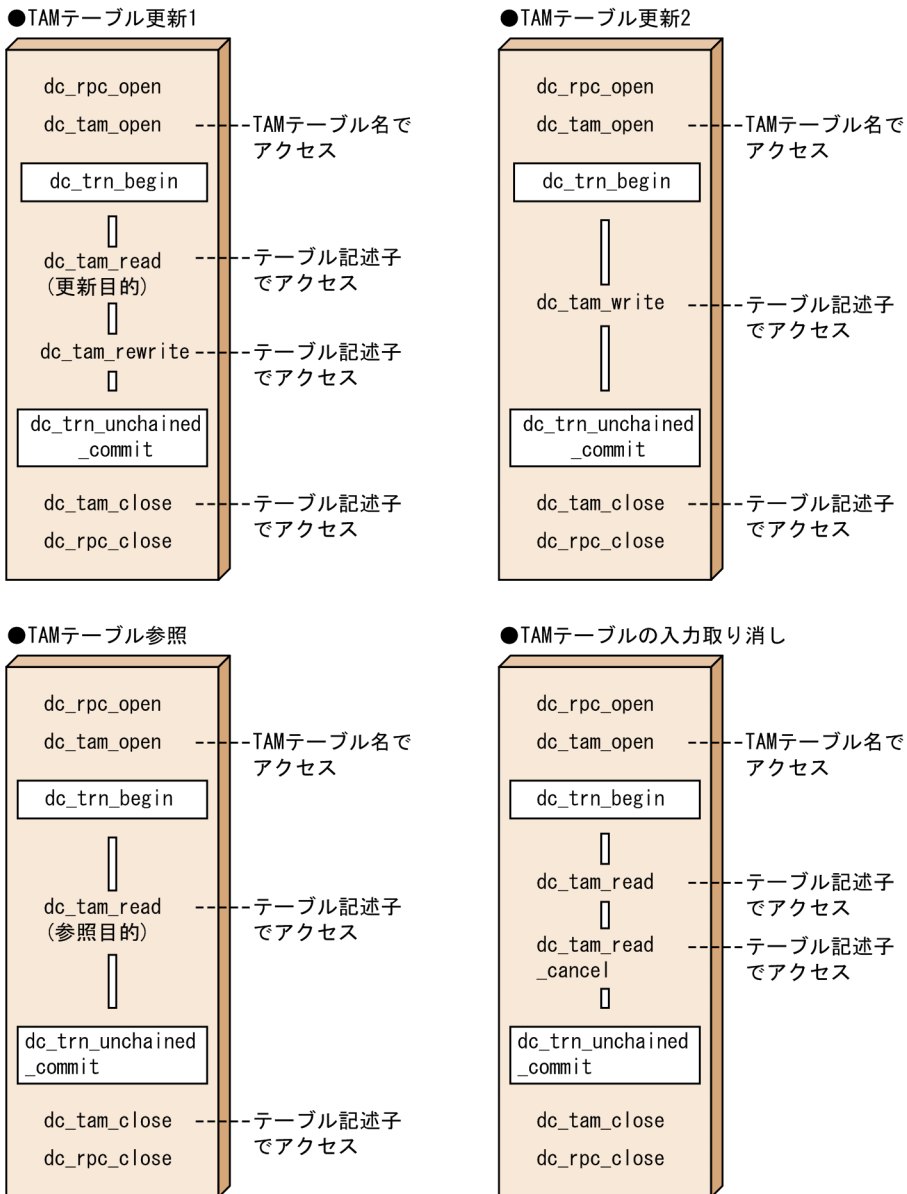 ●TAMテーブル更新1
dc_rpc_open
dc_tam_open
TAMテーブル名で
アクセス
dc_trn_begin
dc_tam_read
(更新目的)
テーブル記述子
でアクセス
dc_tam_rewrite
テーブル記述子
でアクセス
dc_trn_unchained
_commit
dc_tam_close
テーブル記述子
でアクセス
dc_rpc_close
●TAMテーブル更新2
dc_rpc_open
dc_tam_open
TAMテーブル名で
アクセス
dc_trn_begin
dc_tam_write
テーブル記述子
でアクセス
dc_trn_unchained
_commit
dc_tam_close
テーブル記述子
でアクセス
dc_rpc_close
●TAMテーブル参照
dc_rpc_open
dc_tam_open
TAMテーブル名で
アクセス
dc_trn_begin
dc_tam_read
(参照目的)
テーブル記述子
でアクセス
dc_trn_unchained
_commit
dc_tam_close
テーブル記述子
でアクセス
dc_rpc_close
●TAMテーブルの入力取り消し
dc_rpc_open
dc_tam_open
TAMテーブル名で
アクセス
dc_trn_begin
dc_tam_read
テーブル記述子
でアクセス
dc_tam_read
_cancel
テーブル記述子
でアクセス
dc_trn_unchained
_commit
dc_tam_close
dc_rpc_close